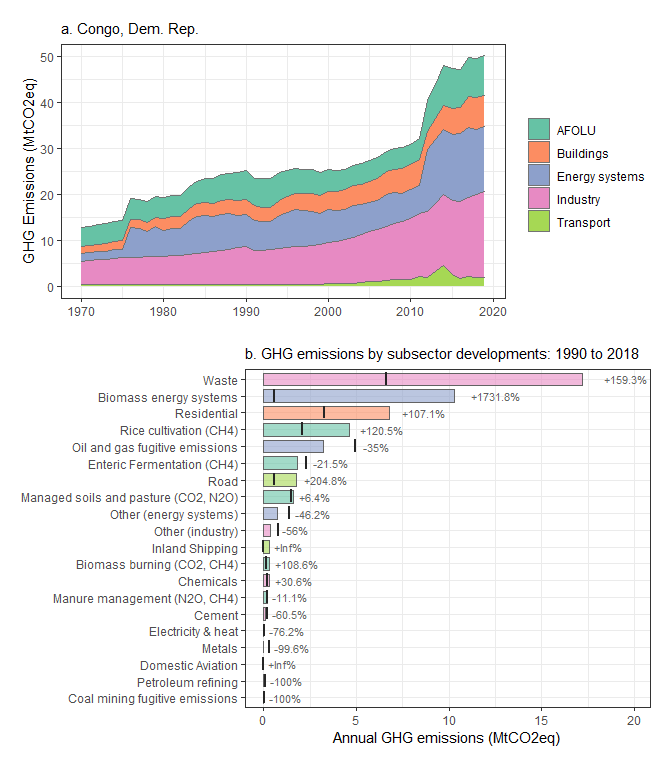 a. Congo, Dem. Rep.
GHG Emissions (MtCO2eq)
50
40
30
20
10
0
1970
1980
1990
2000
2010
2020
AFOLU
Buildings
Energy systems
Industry
Transport
b. GHG emissions by subsector developments: 1990 to 2018
Waste +159.3%
Biomass energy systems +1731.8%
Residential +107.1%
Rice cultivation (CH4) +120.5%
Oil and gas fugitive emissions -35%
Enteric Fermentation (CH4) -21.5%
Road +204.8%
Managed soils and pasture (CO2, N2O) +6.4%
Other (energy systems) -46.2%
Other (industry) -56%
Inland Shipping +Inf%
Biomass burning (CO2, CH4) +108.6%
Chemicals +30.6%
Manure management (N2O, CH4) -11.1%
Cement -60.5%
Electricity & heat -76.2%
Metals -99.6%
Domestic Aviation +Inf%
Petroleum refining -100%
Coal mining fugitive emissions -100%
0
5
10
15
20
Annual GHG emissions (MtCO2eq)